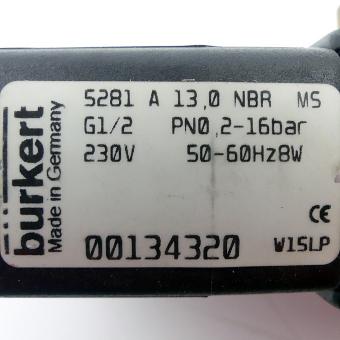 5281 A 13,0 NBR MS
G1/2 PN0,2-16bar
230V 50-60Hz8W
burkert
Made in Germany
CE
00134320 W15LP